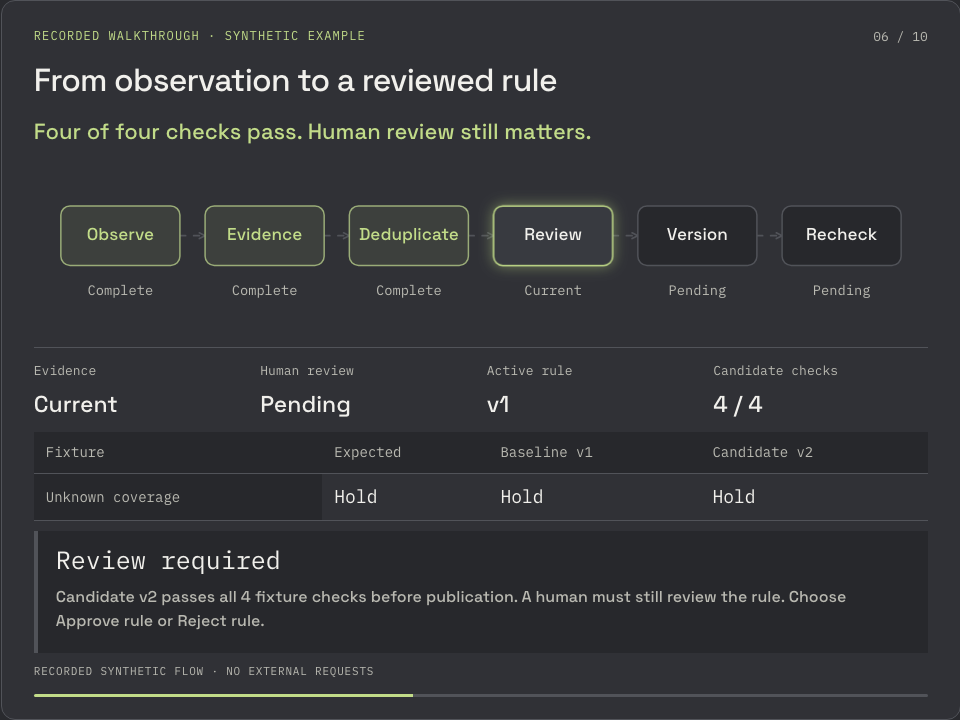 RECORDED WALKTHROUGH · SYNTHETIC EXAMPLE
06 / 10
From observation to a reviewed rule
Four of four checks pass. Human review still matters.
Observe
Evidence
Deduplicate
Review
Version
Recheck
Complete
Complete
Complete
Current
Pending
Pending
Evidence
Human review
Active rule
Candidate checks
Current
Pending
v1
4 / 4
Fixture
Expected
Baseline v1
Candidate v2
Unknown coverage
Hold
Hold
Hold
Review required
Candidate v2 passes all 4 fixture checks before publication. A human must still review the rule. Choose
Approve rule or Reject rule.
RECORDED SYNTHETIC FLOW · NO EXTERNAL REQUESTS